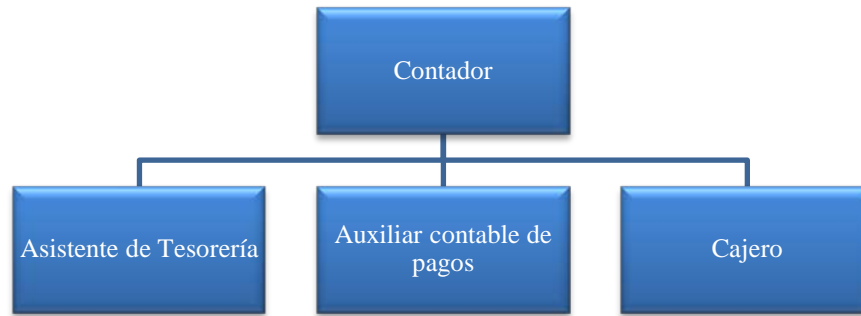 Contador
Asistente de Tesorería
Auxiliar contable de
pagos
Cajero